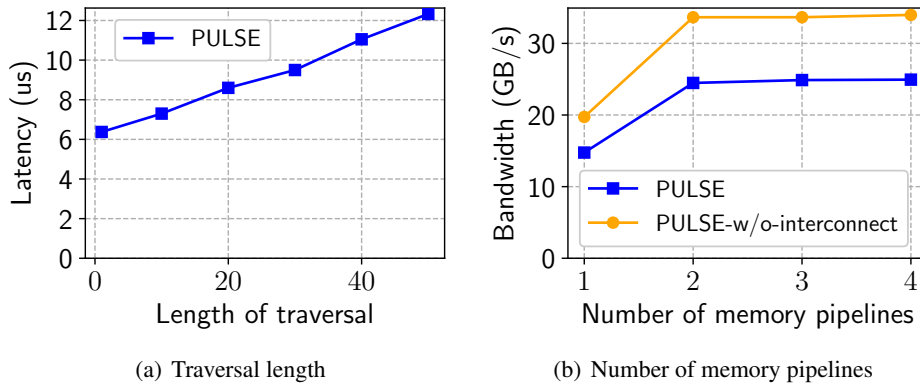 12
10
8
6
4
2
0
Latency (us)
PULSE
0
20
40
Length of traversal
(a) Traversal length
30
20
10
0
Bandwidth (GB/s)
PULSE
PULSE-w/o-interconnect
1
2
3
4
Number of memory pipelines
(b) Number of memory pipelines